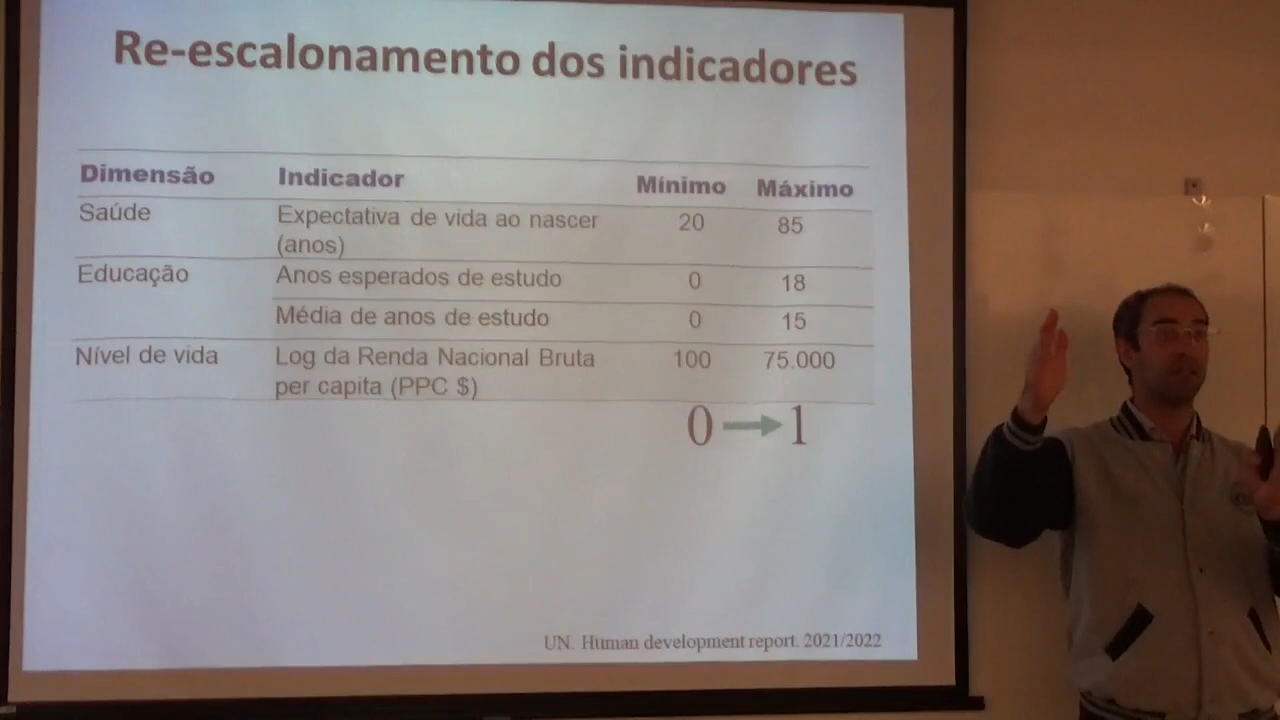 Re-escalonamento dos indicadores
Dimensão Indicador Mínimo Máximo
Saúde Expectativa de vida ao nascer 20 85
(anos)
Educação Anos esperados de estudo 0 18
Média de anos de estudo 0 15
Nível de vida Log da Renda Nacional Bruta 100 75.000
per capita (PPC $)
0 → 1
UN. Human development report. 2021/2022